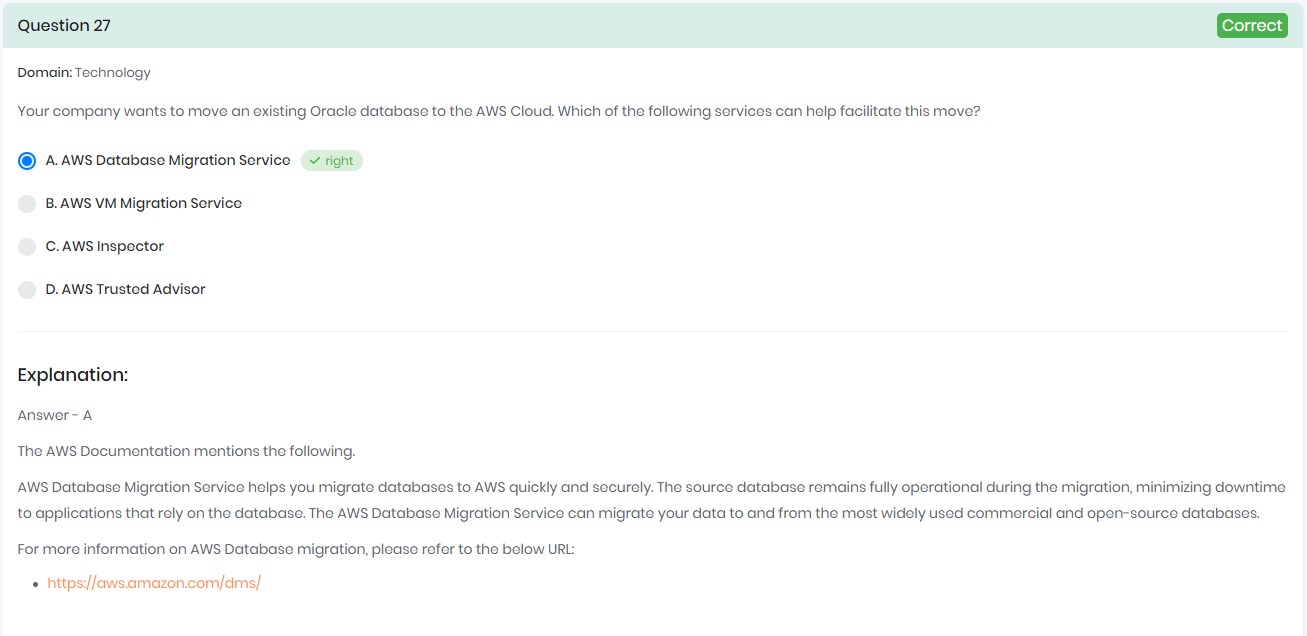 Question 27
Correct
Domain: Technology
Your company wants to move an existing Oracle database to the AWS Cloud. Which of the following services can help facilitate this move?
A. AWS Database Migration Service
right
B. AWS VM Migration Service
C. AWS Inspector
D. AWS Trusted Advisor
Explanation:
Answer - A
The AWS Documentation mentions the following.
AWS Database Migration Service helps you migrate databases to AWS quickly and securely. The source database remains fully operational during the migration, minimizing downtime
to applications that rely on the database. The AWS Database Migration Service can migrate your data to and from the most widely used commercial and open-source databases.
For more information on AWS Database migration, please refer to the below URL:
https://aws.amazon.com/dms/